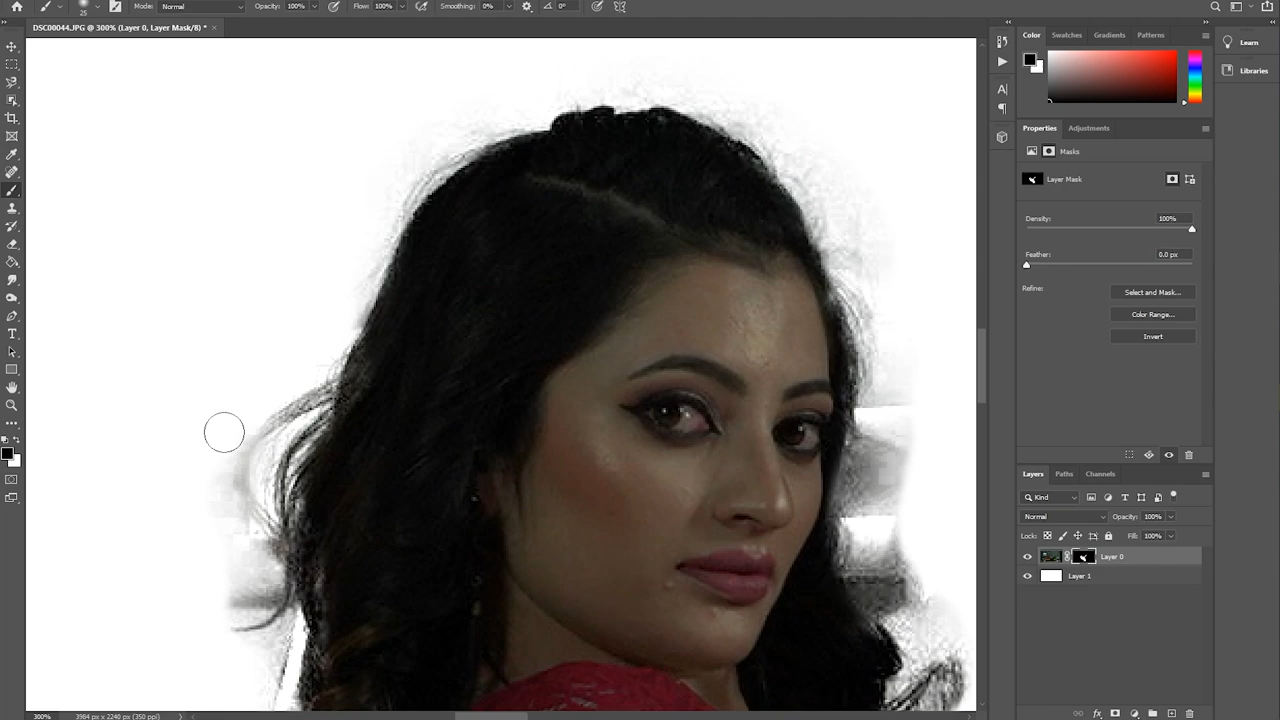 Mode: Normal Opacity: 100% Flow: 100% Smoothing: 0% 0°
25
DSC00044.JPG @ 300% (Layer 0, Layer Mask/8) * ×
Color Swatches Gradients Patterns
Learn
Libraries
Properties Adjustments
Masks
Layer Mask
Density: 100%
Feather: 0.0 px
Refine: Select and Mask...
Color Range...
Invert
Layers Paths Channels
Kind
Normal Opacity: 100%
Lock: Fill: 100%
Layer 0
Layer 1
300% 3984 px x 2240 px (350 ppi)